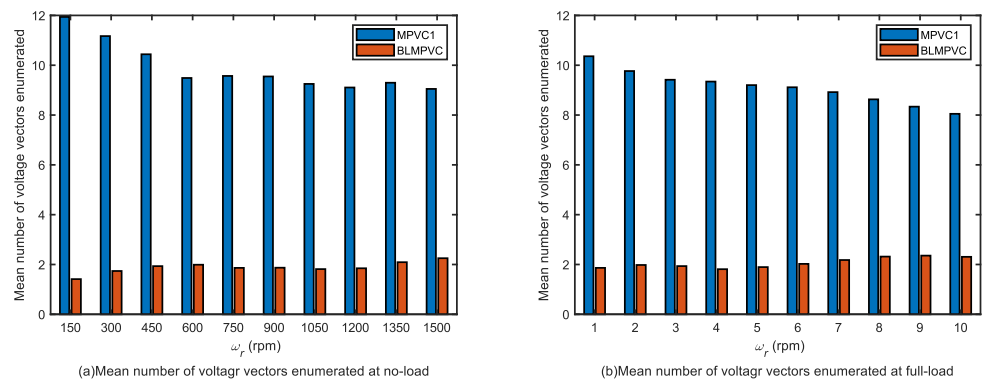 Mean number of voltage vectors enumerated
12
10
8
6
4
2
0
MPVC1
BLMPVC
150 300 450 600 750 900 1050 1200 1350 1500
ωr (rpm)
(a)Mean number of voltagr vectors enumerated at no-load
Mean number of voltage vectors enumerated
12
10
8
6
4
2
0
MPVC1
BLMPVC
1 2 3 4 5 6 7 8 9 10
ωr (rpm)
(b)Mean number of voltagr vectors enumerated at full-load